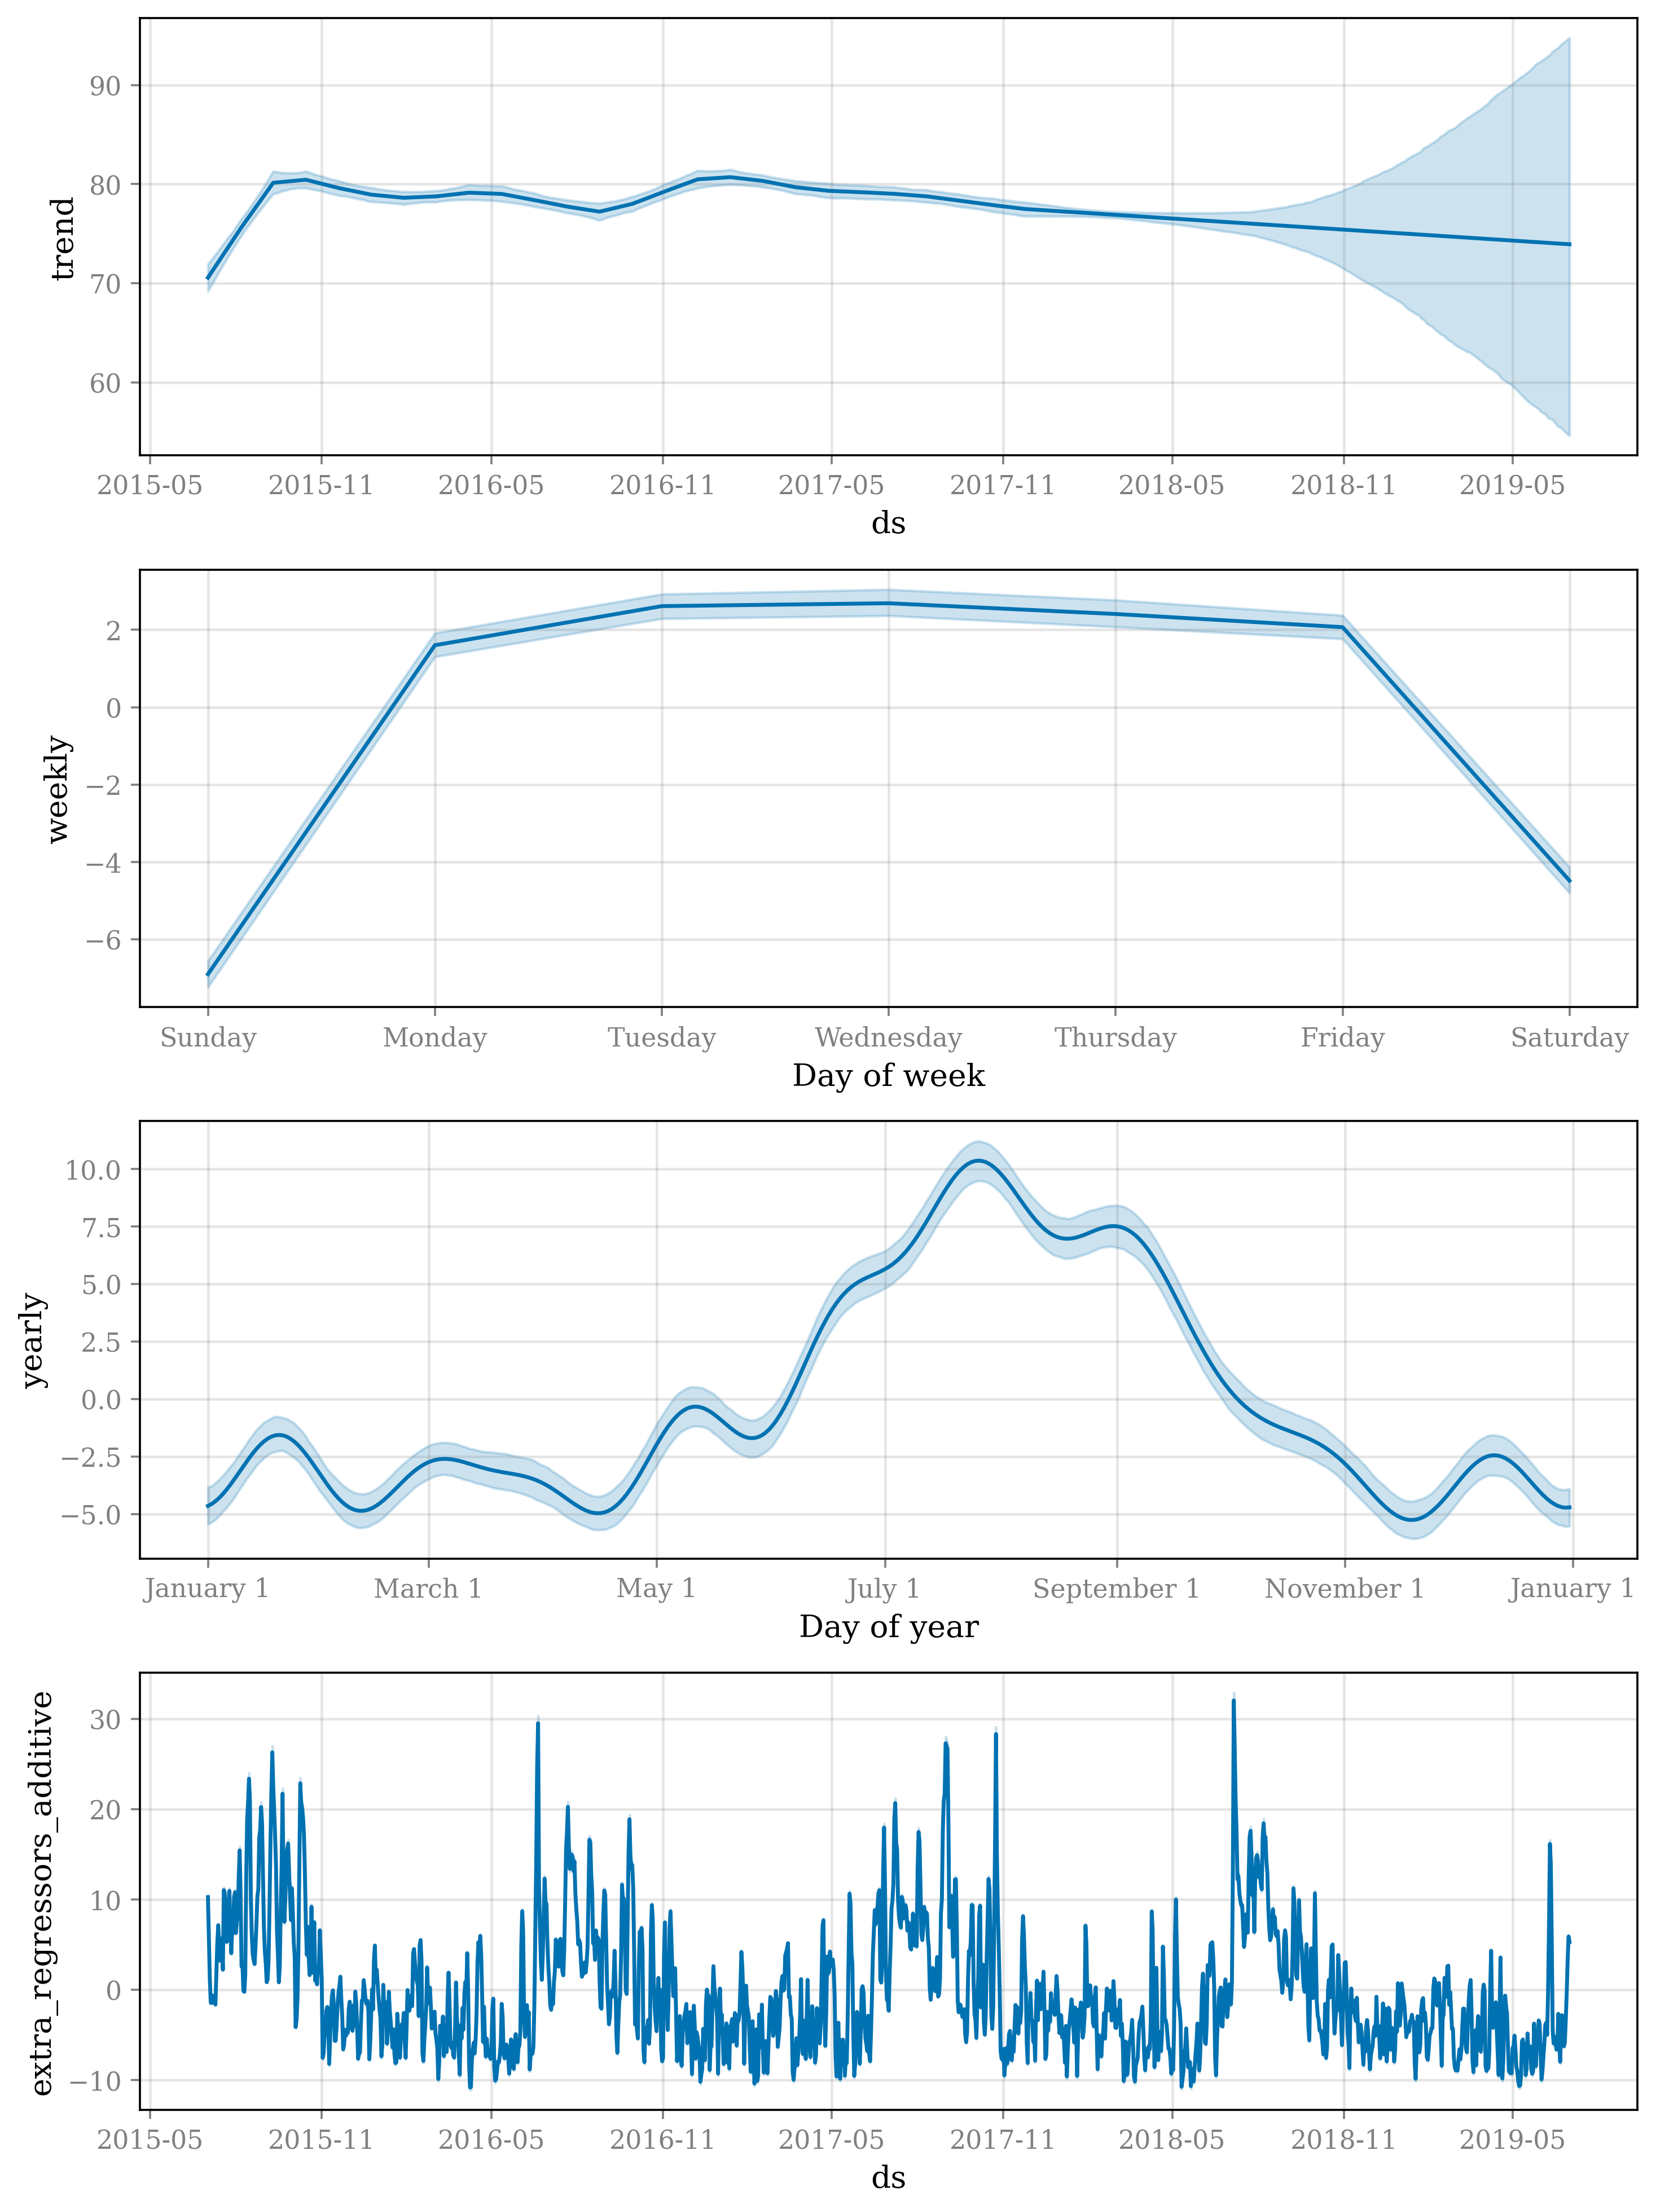 90
80
70
60
trend
2015-05 2015-11 2016-05 2016-11 2017-05 2017-11 2018-05 2018-11 2019-05
ds
2
0
−2
−4
−6
weekly
Sunday Monday Tuesday Wednesday Thursday Friday Saturday
Day of week
10.0
7.5
5.0
2.5
0.0
−2.5
−5.0
yearly
January 1 March 1 May 1 July 1 September 1 November 1 January 1
Day of year
30
20
10
0
−10
extra_regressors_additive
2015-05 2015-11 2016-05 2016-11 2017-05 2017-11 2018-05 2018-11 2019-05
ds